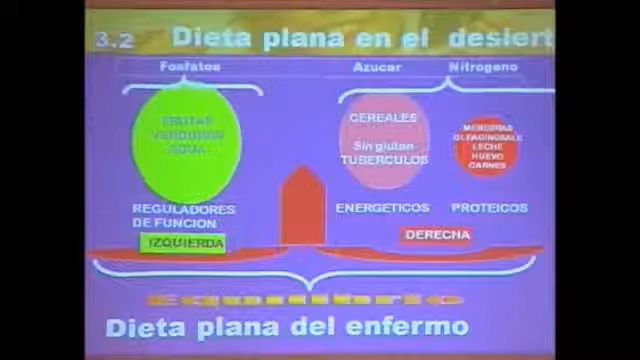 3.2 Dieta plana en el desiert
Fosfatos
Azucar
Nitrogeno
FRUTAS
VERDURAS
AGUA
CEREALES
Sin gluten
TUBERCULOS
LECHE
HUEVO
CARNES
REGULADORES
DE FUNCION
ENERGETICOS
PROTEICOS
IZQUIERDA
DERECHA
Equilibrio
Dieta plana del enfermo